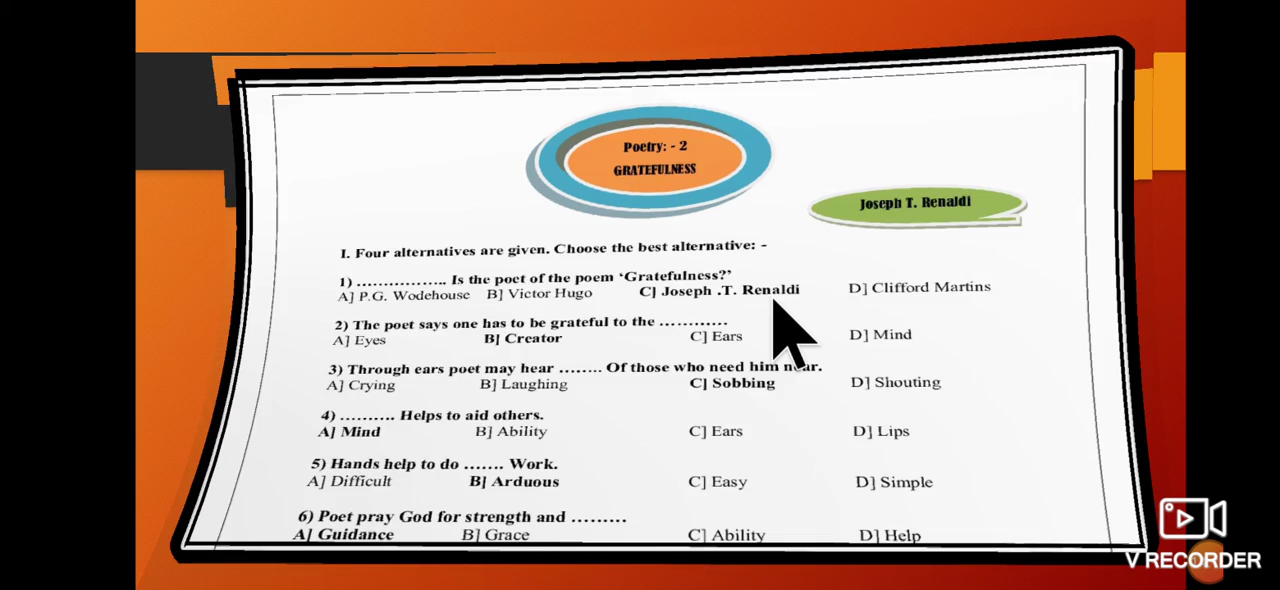 Poetry: - 2
GRATEFULNESS
Joseph T. Renaldi
I. Four alternatives are given. Choose the best alternative: -
1) …………….. Is the poet of the poem ‘Gratefulness?’
A] P.G. Wodehouse B] Victor Hugo C] Joseph .T. Renaldi D] Clifford Martins
2) The poet says one has to be grateful to the …………
A] Eyes B] Creator C] Ears D] Mind
3) Through ears poet may hear …….. Of those who need him near.
A] Crying B] Laughing C] Sobbing D] Shouting
4) ………. Helps to aid others.
A] Mind B] Ability C] Ears D] Lips
5) Hands help to do ……. Work.
A] Difficult B] Arduous C] Easy D] Simple
6) Poet pray God for strength and ………
A] Guidance B] Grace C] Ability D] Help
V RECORDER